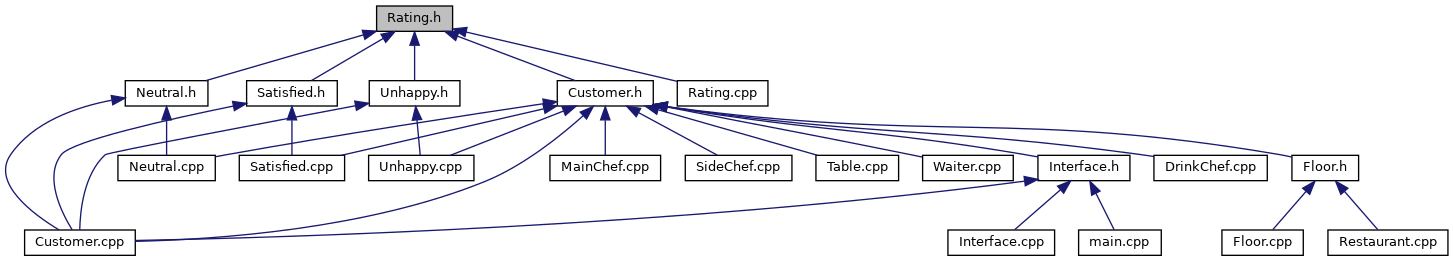 Rating.h
Neutral.h
Satisfied.h
Unhappy.h
Customer.h
Rating.cpp
Neutral.cpp
Satisfied.cpp
Unhappy.cpp
MainChef.cpp
SideChef.cpp
Table.cpp
Waiter.cpp
Interface.h
DrinkChef.cpp
Floor.h
Customer.cpp
Interface.cpp
main.cpp
Floor.cpp
Restaurant.cpp